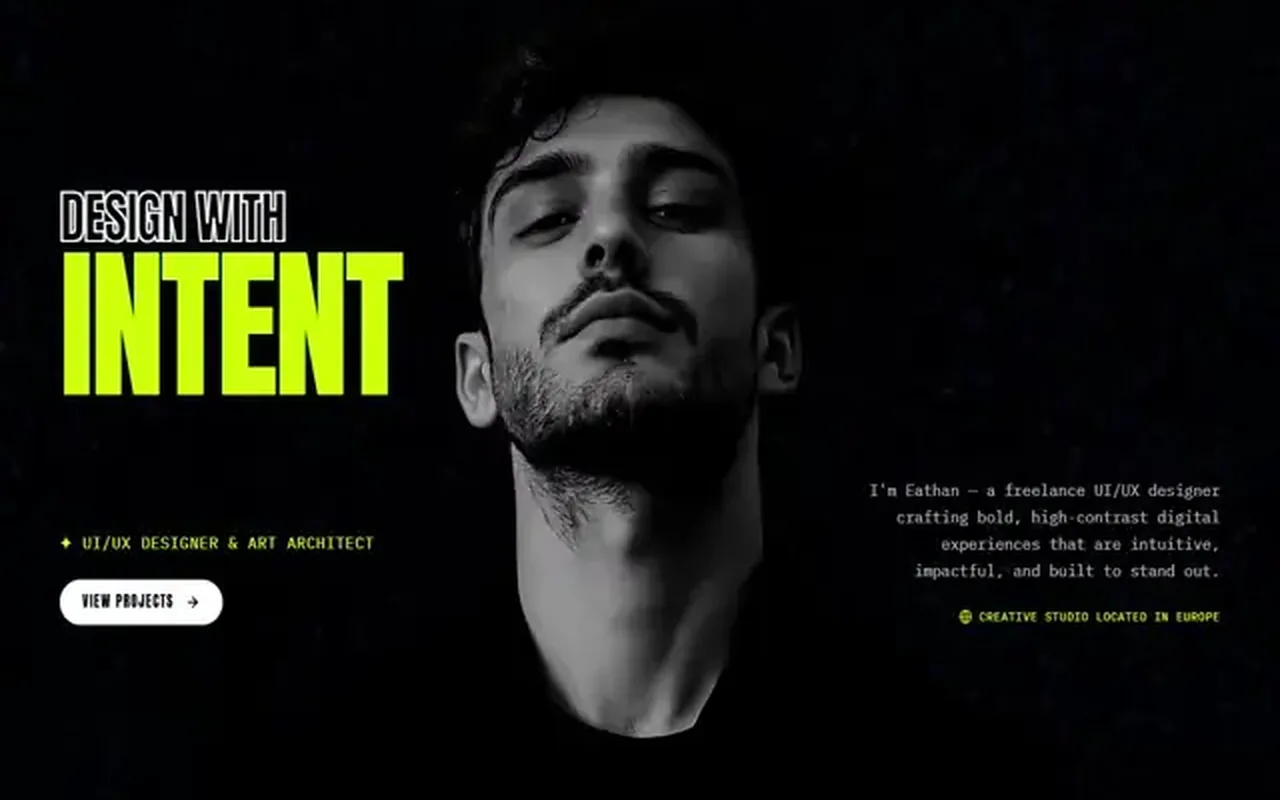 DESIGN WITH
INTENT
UI/UX DESIGNER & ART ARCHITECT
VIEW PROJECTS
I'm Eathan — a freelance UI/UX designer
crafting bold, high-contrast digital
experiences that are intuitive,
impactful, and built to stand out.
CREATIVE STUDIO LOCATED IN EUROPE